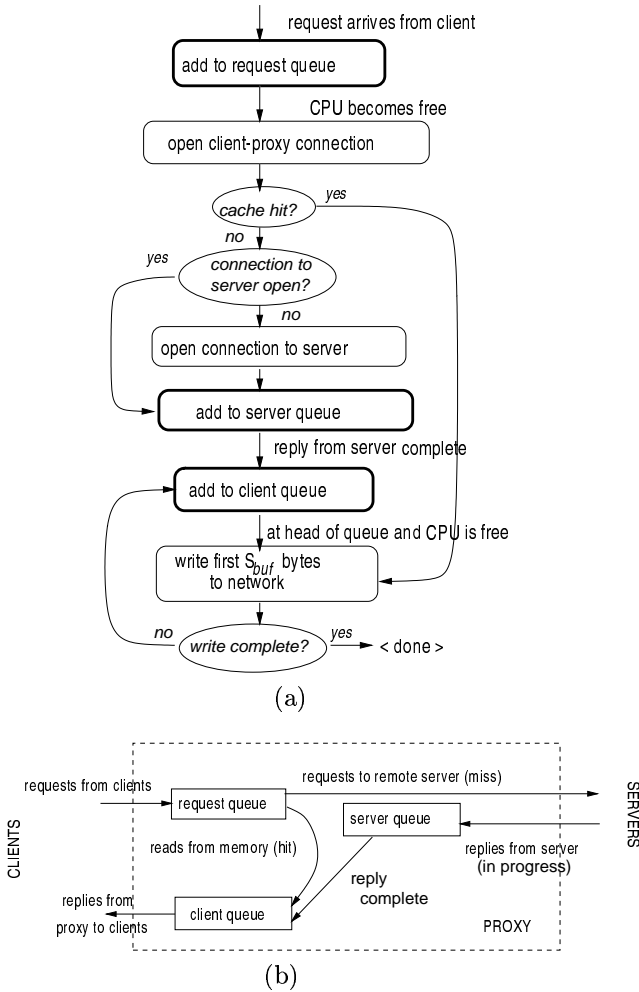 request arrives from client
add to request queue
CPU becomes free
open client-proxy connection
cache hit?
yes
no
yes
connection to
server open?
no
open connection to server
add to server queue
reply from server complete
add to client queue
at head of queue and CPU is free
write first S_buf bytes
to network
no
write complete?
yes
< done >
(a)
requests from clients
request queue
requests to remote server (miss)
server queue
replies from server
(in progress)
reads from memory (hit)
reply
complete
replies from
proxy to clients
client queue
PROXY
CLIENTS
SERVERS
(b)